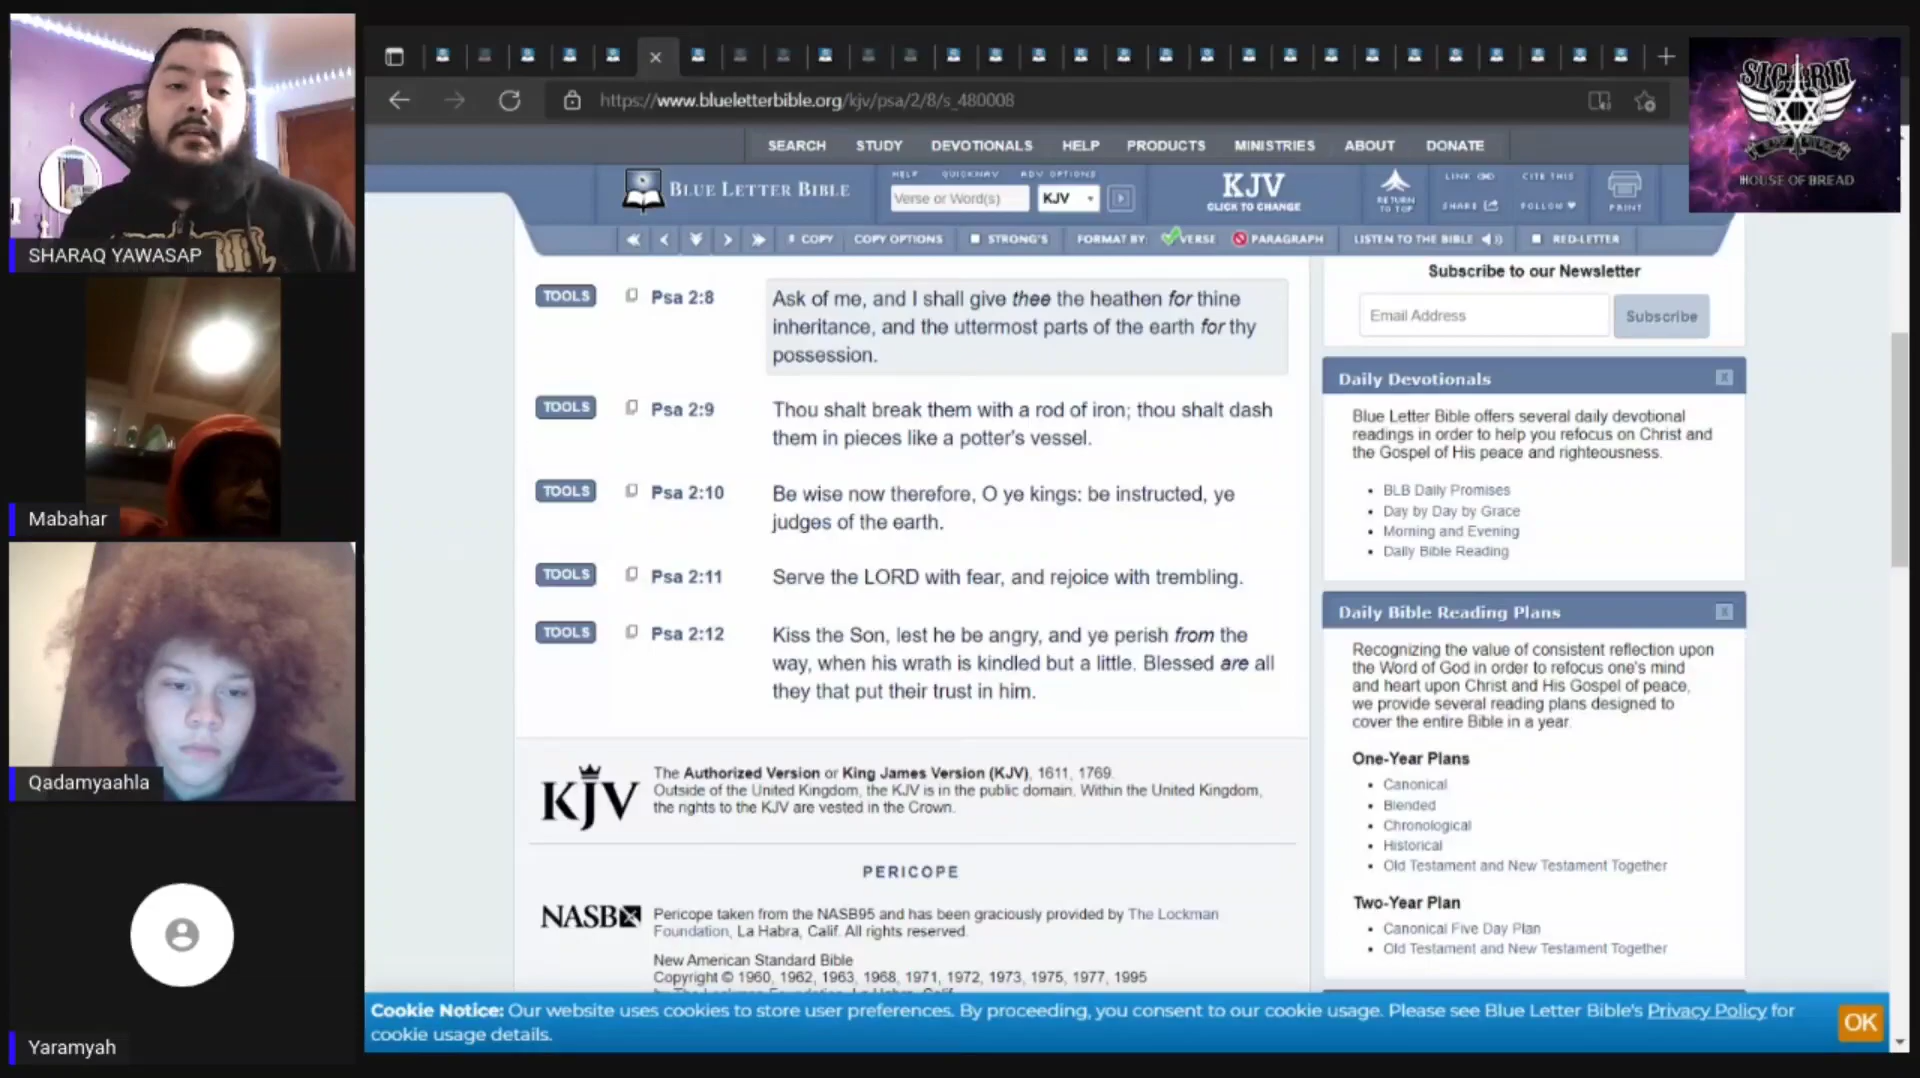 https://www.blueletterbible.org/kjv/psa/2/8/s_480008
SICARII
HOUSE OF BREAD
SEARCH STUDY DEVOTIONALS HELP PRODUCTS MINISTRIES ABOUT DONATE
BLUE LETTER BIBLE
HELP QUICKNAV ADV OPTIONS
Verse or Word(s)
KJV
KJV
CLICK TO CHANGE
RETURN
TO TOP
LINK
CITE THIS
SHARE
FOLLOW
PRINT
COPY COPY OPTIONS STRONG'S FORMAT BY: VERSE PARAGRAPH LISTEN TO THE BIBLE RED-LETTER
TOOLS Psa 2:8 Ask of me, and I shall give thee the heathen for thine
inheritance, and the uttermost parts of the earth for thy
possession.
TOOLS Psa 2:9 Thou shalt break them with a rod of iron; thou shalt dash
them in pieces like a potter's vessel.
TOOLS Psa 2:10 Be wise now therefore, O ye kings: be instructed, ye
judges of the earth.
TOOLS Psa 2:11 Serve the LORD with fear, and rejoice with trembling.
TOOLS Psa 2:12 Kiss the Son, lest he be angry, and ye perish from the
way, when his wrath is kindled but a little. Blessed are all
they that put their trust in him.
KJV
The Authorized Version or King James Version (KJV), 1611, 1769.
Outside of the United Kingdom, the KJV is in the public domain. Within the United Kingdom,
the rights to the KJV are vested in the Crown.
PERICOPE
NASB
Pericope taken from the NASB95 and has been graciously provided by The Lockman
Foundation, La Habra, Calif. All rights reserved.
New American Standard Bible
Copyright © 1960, 1962, 1963, 1968, 1971, 1972, 1973, 1975, 1977, 1995
Subscribe to our Newsletter
Email Address
Subscribe
Daily Devotionals
Blue Letter Bible offers several daily devotional
readings in order to help you refocus on Christ and
the Gospel of His peace and righteousness.
• BLB Daily Promises
• Day by Day by Grace
• Morning and Evening
• Daily Bible Reading
Daily Bible Reading Plans
Recognizing the value of consistent reflection upon
the Word of God in order to refocus one's mind
and heart upon Christ and His Gospel of peace,
we provide several reading plans designed to
cover the entire Bible in a year.
One-Year Plans
• Canonical
• Blended
• Chronological
• Historical
• Old Testament and New Testament Together
Two-Year Plan
• Canonical Five Day Plan
• Old Testament and New Testament Together
Cookie Notice: Our website uses cookies to store user preferences. By proceeding, you consent to our cookie usage. Please see Blue Letter Bible's Privacy Policy for
cookie usage details.
OK
SHARAQ YAWASAP
Mabahar
Qadamyaahla
Yaramyah